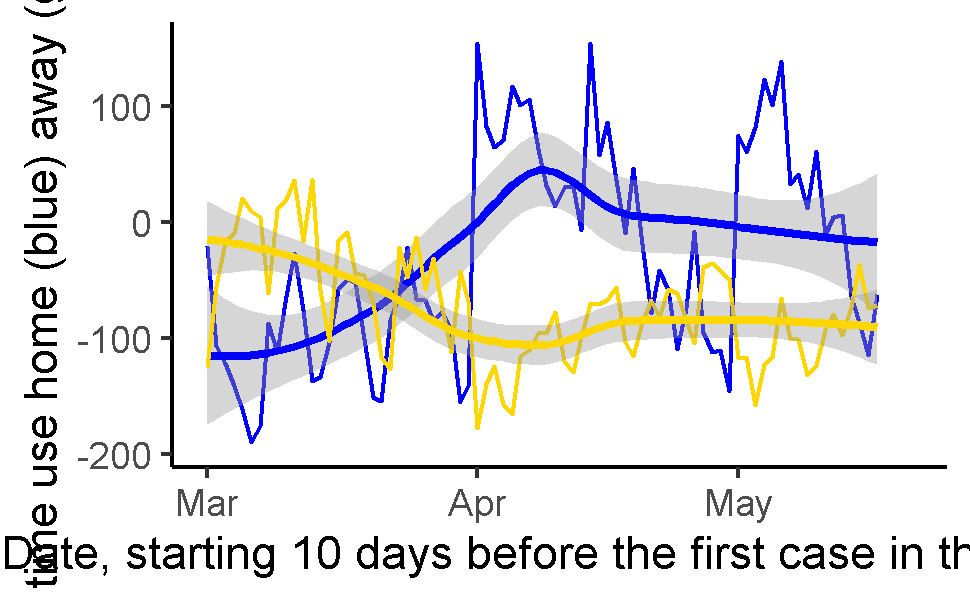 time use home (blue) away (
100
0
-100
-200
Mar Apr May
Date, starting 10 days before the first case in th